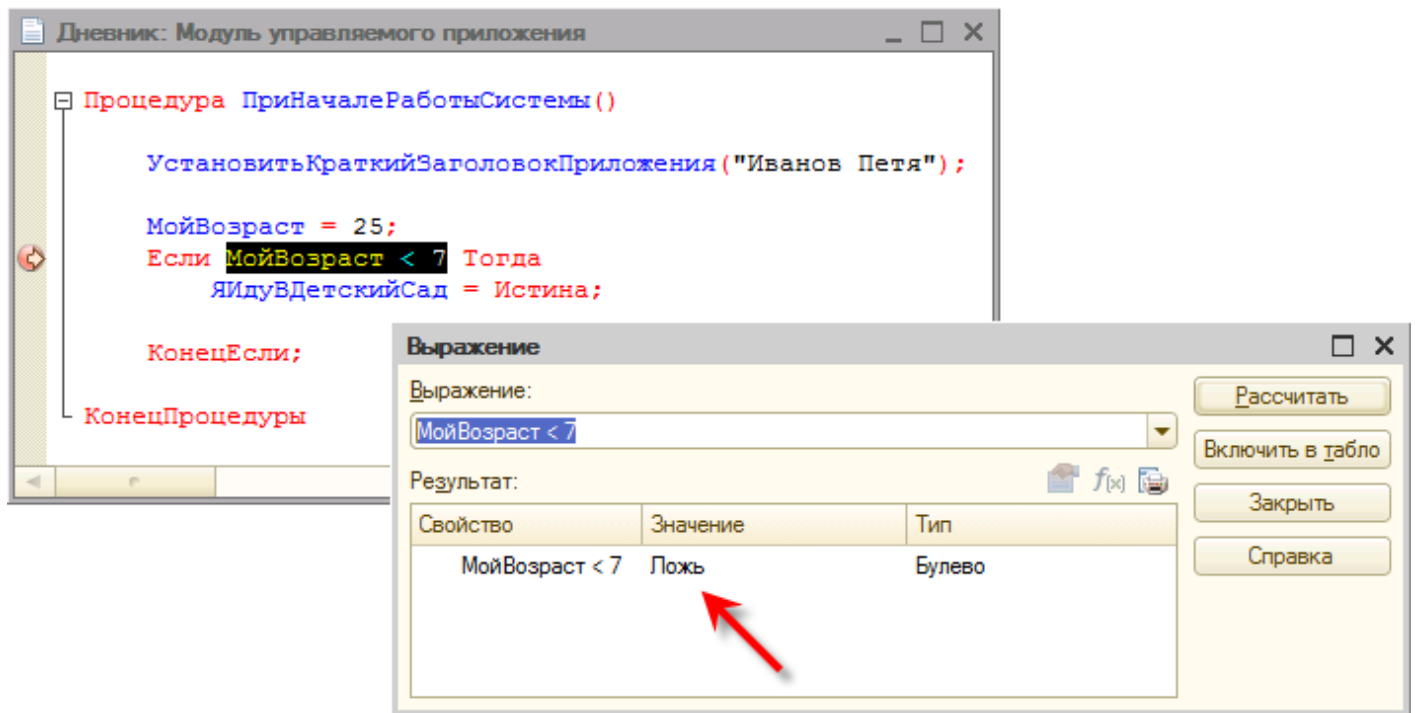 Дневник: Модуль управляемого приложения
Процедура ПриНачалеРаботыСистемы()
УстановитьКраткийЗаголовокПриложения("Иванов Петя");
МойВозраст = 25;
Если МойВозраст < 7 Тогда
ЯИдуВДетскийСад = Истина;
КонецЕсли;
КонецПроцедуры
Выражение
Выражение:
Рассчитать
МойВозраст < 7
Включить в табло
Результат:
f(x)
Закрыть
Свойство Значение Тип
Справка
МойВозраст < 7 Ложь Булево